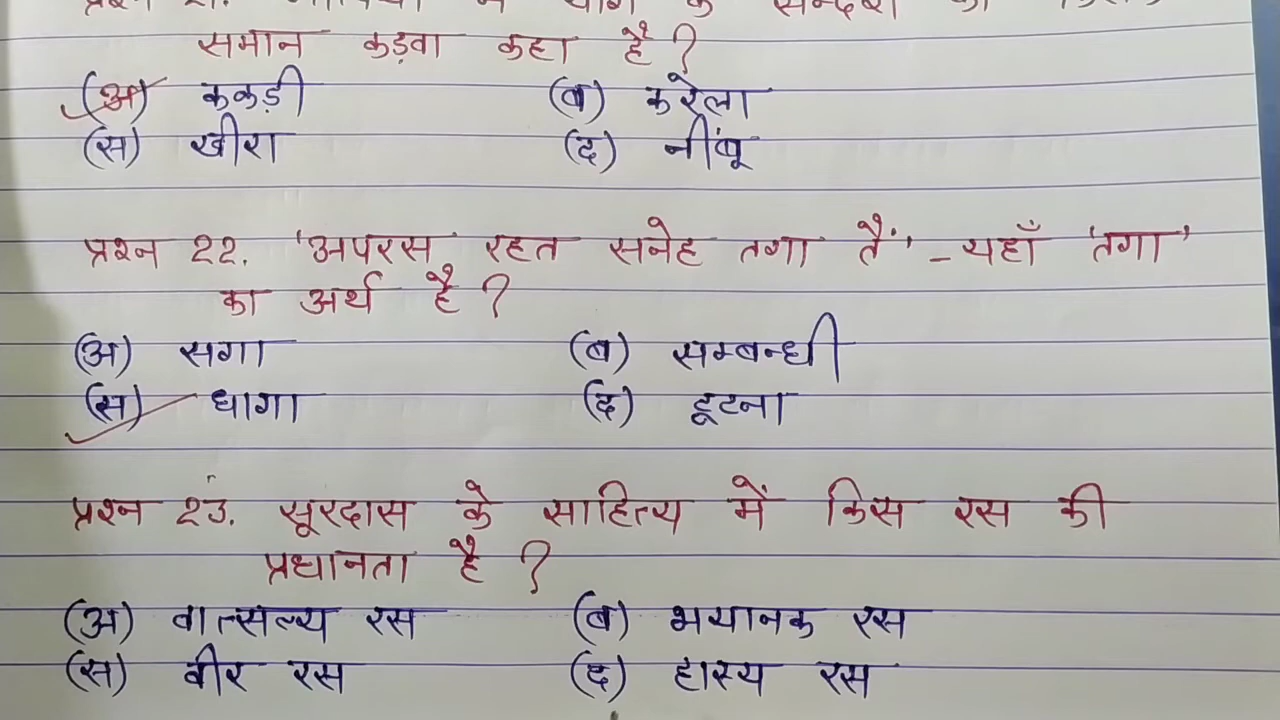 समान कड़वा कहा है ?
(अ) ककड़ी (ब) करेला
(स) खीरा (द) नींबू
प्रश्न 22. 'अपरस रहत सनेह तगा तैं' - यहाँ 'तगा'
का अर्थ है ?
(अ) सगा (ब) सम्बन्धी
(स) धागा (द) टूटना
प्रश्न 23. सूरदास के साहित्य में किस रस की
प्रधानता है ?
(अ) वात्सल्य रस (ब) भयानक रस
(स) वीर रस (द) हास्य रस